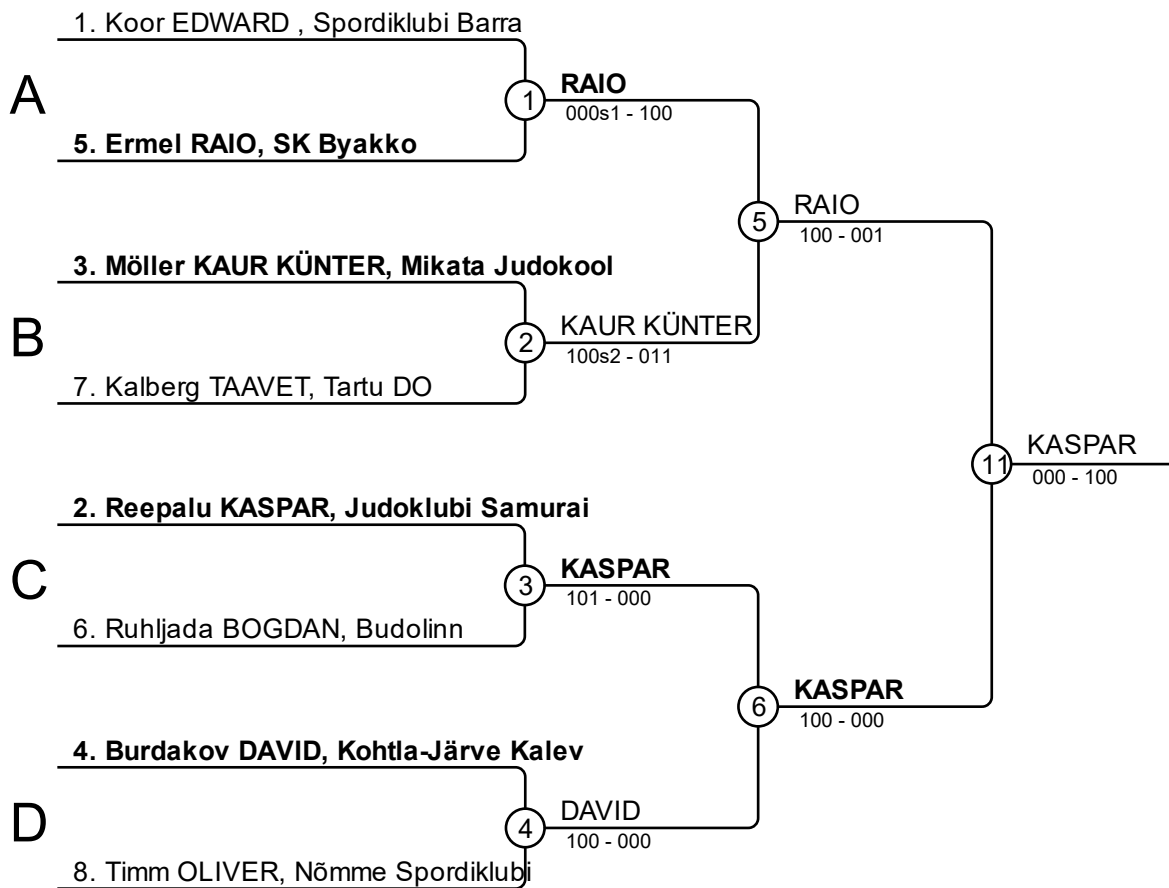 1. Koor EDWARD , Spordiklubi Barra
A
1
RAIO
000s1 - 100
5. Ermel RAIO, SK Byakko
5
RAIO
100 - 001
3. Möller KAUR KÜNTER, Mikata Judokool
B
2
KAUR KÜNTER
100s2 - 011
7. Kalberg TAAVET, Tartu DO
11
KASPAR
000 - 100
2. Reepalu KASPAR, Judoklubi Samurai
C
3
KASPAR
101 - 000
6. Ruhljada BOGDAN, Budolinn
6
KASPAR
100 - 000
4. Burdakov DAVID, Kohtla-Järve Kalev
D
4
DAVID
100 - 000
8. Timm OLIVER, Nõmme Spordiklubi